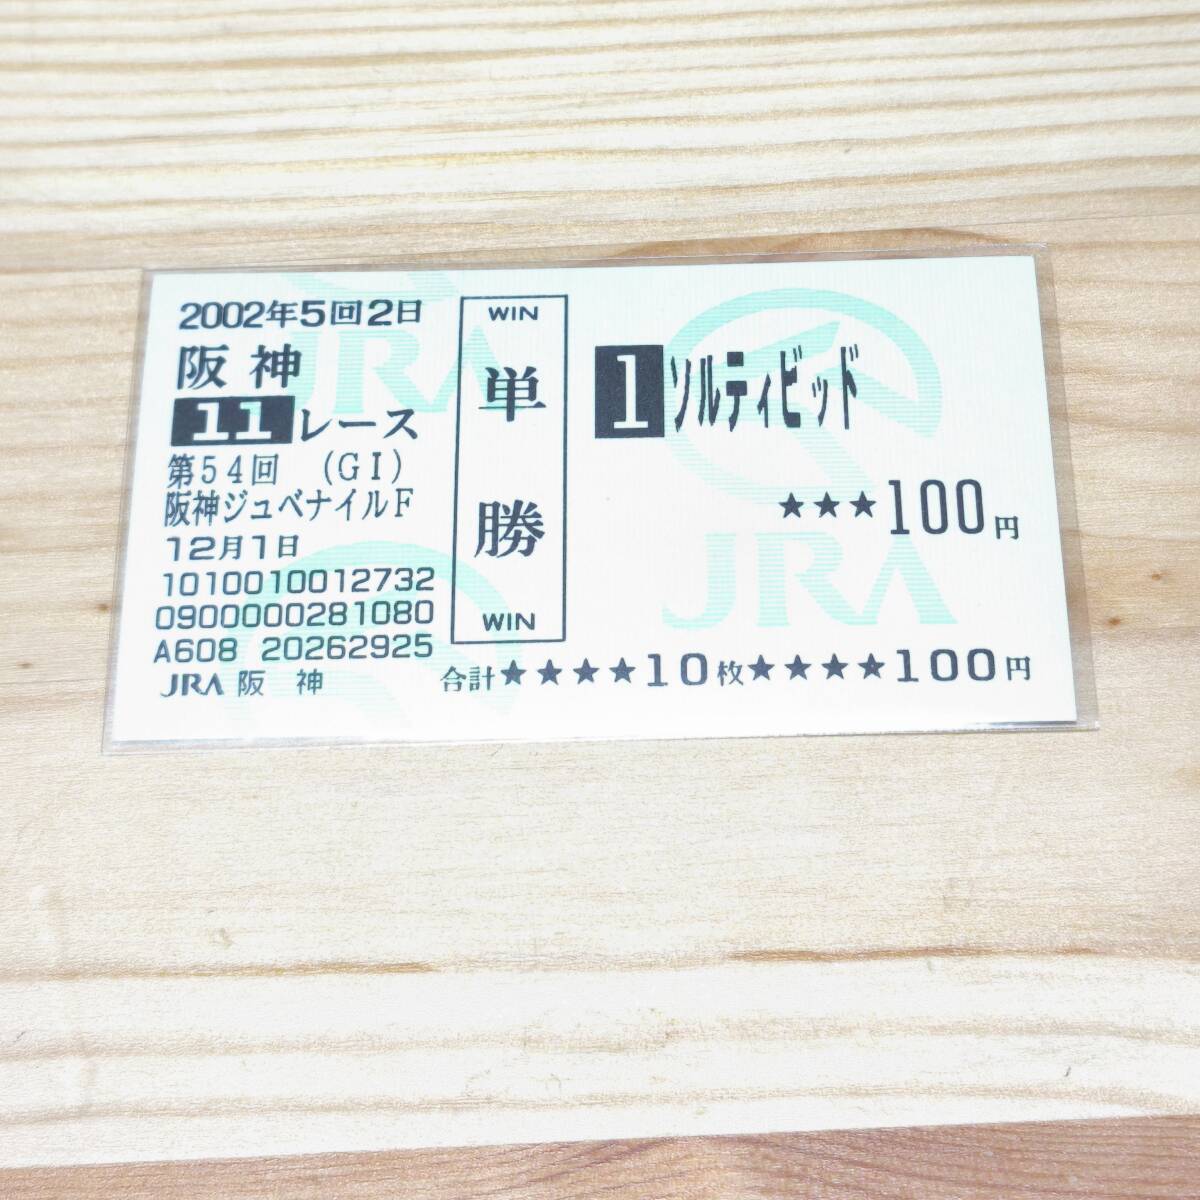 2002年5回2日
阪神
11レース
第54回 (GI)
阪神ジュベナイルF
12月1日
1010010012732
0900000281080
A608 20262925
JRA 阪 神
WIN
単
勝
WIN
1 ソルティビッド
★★★100円
合計★★★★10枚★★★★100円
JRA
JRA